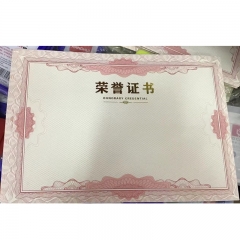 荣誉证书
HONORARY CREDENTIAL